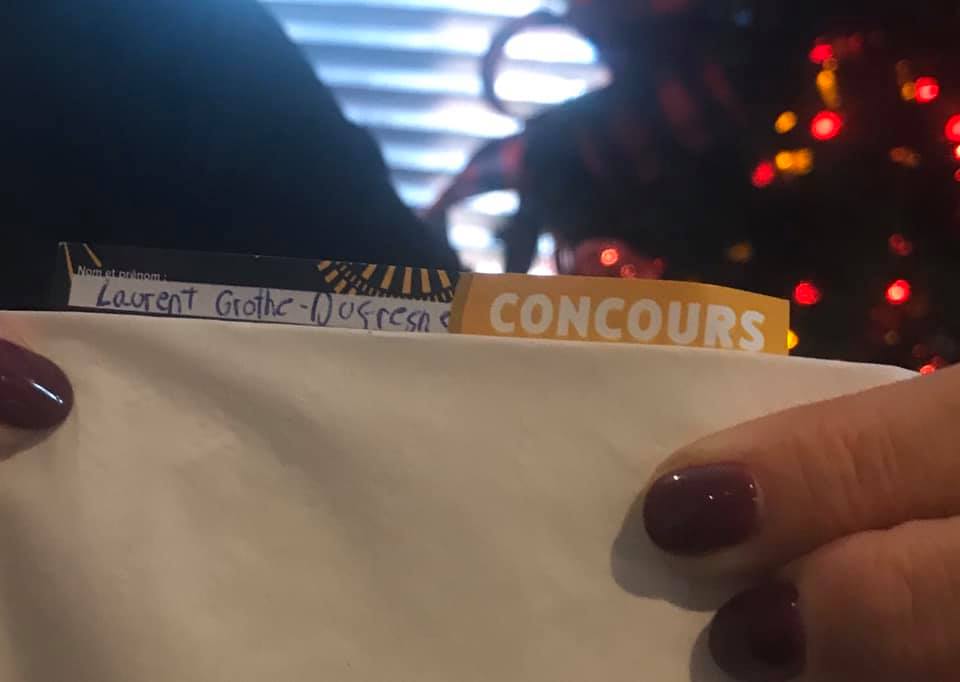 Nom et prénom :
Laurent Grothe-Dufresne
CONCOURS